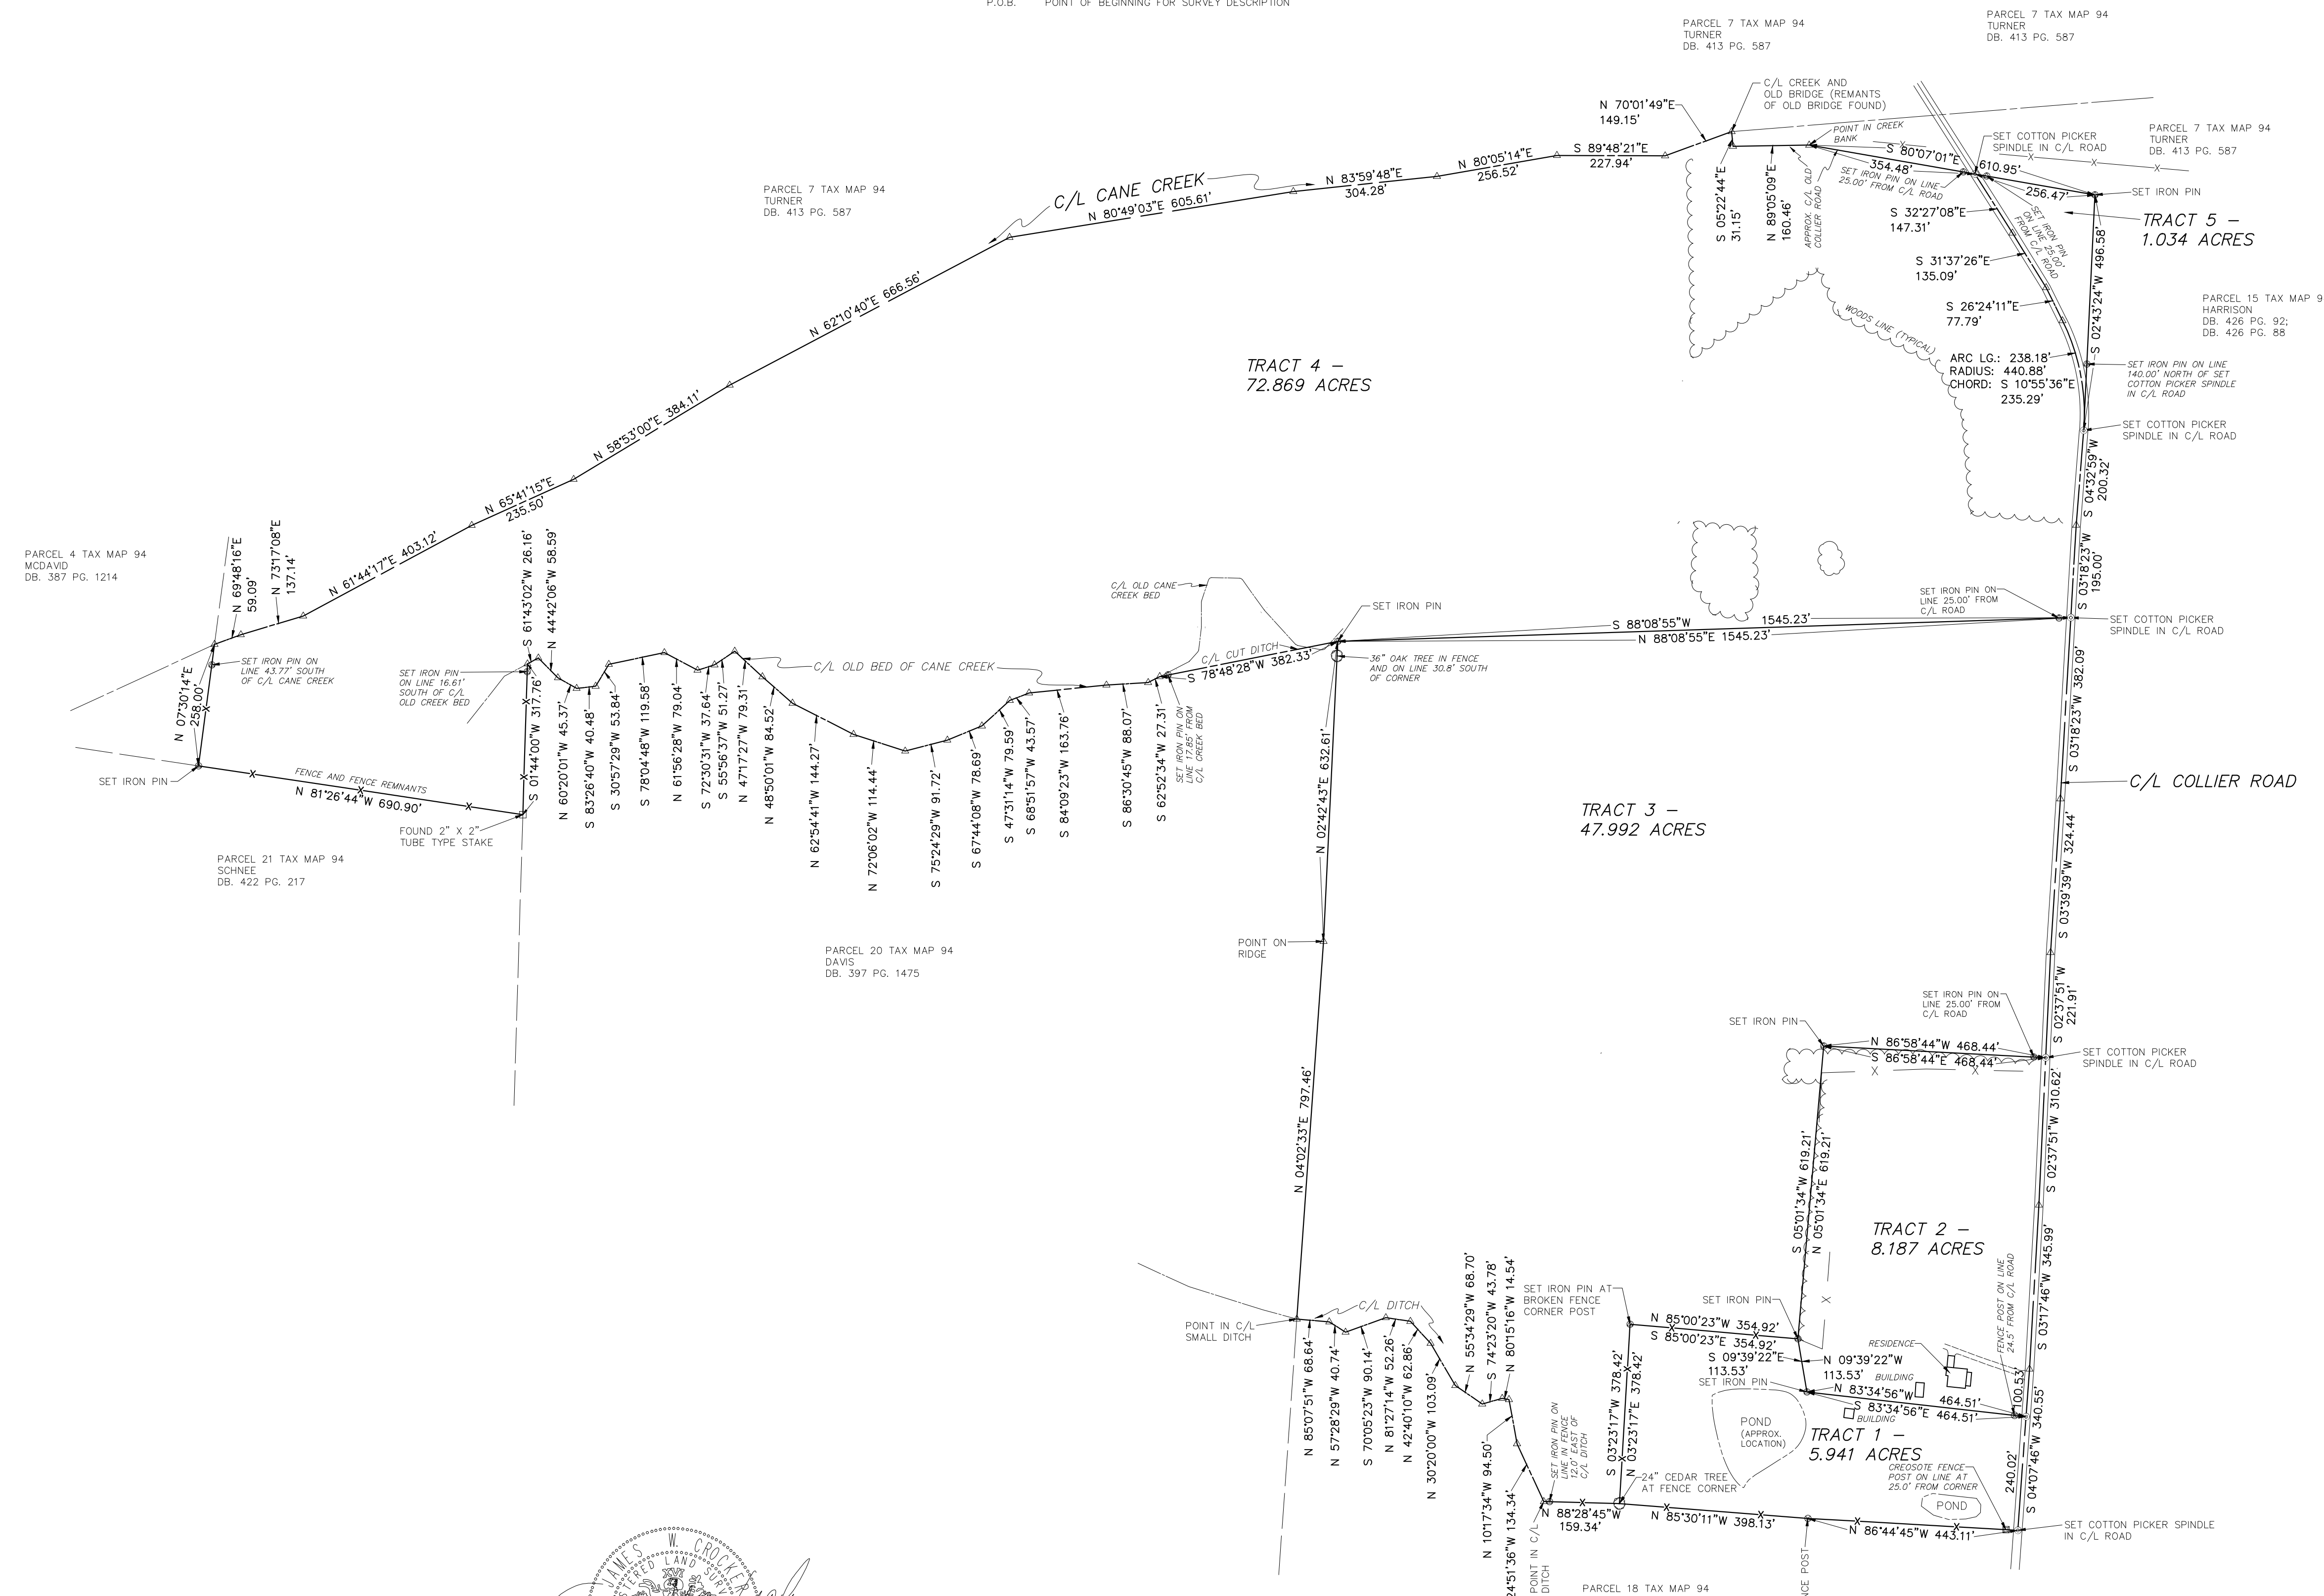 P.O.B. POINT OF BEGINNING FOR SURVEY DESCRIPTION
PARCEL 7 TAX MAP 94
TURNER
DB. 413 PG. 587
PARCEL 7 TAX MAP 94
TURNER
DB. 413 PG. 587
C/L CREEK AND
OLD BRIDGE (REMANTS
OF OLD BRIDGE FOUND)
N 70°01'49"E
149.15'
POINT IN CREEK
BANK
SET COTTON PICKER
SPINDLE IN C/L ROAD
PARCEL 7 TAX MAP 94
TURNER
DB. 413 PG. 587
S 89°48'21"E
227.94'
N 80°05'14"E
256.52'
N 83°59'48"E
304.28'
S 80°07'01"E
610.95'
354.48'
256.47'
SET IRON PIN ON LINE
25.00' FROM C/L ROAD
SET IRON PIN
PARCEL 7 TAX MAP 94
TURNER
DB. 413 PG. 587
C/L CANE CREEK
N 80°49'03"E 605.61'
S 05°22'44"E
31.15'
N 89°05'09"E
160.46'
APPROX. C/L OLD
COLLIER ROAD
S 32°27'08"E
147.31'
SET IRON PIN
ON LINE 25.00'
FROM C/L ROAD
TRACT 5 -
1.034 ACRES
S 31°37'26"E
135.09'
S 02°43'24"W 496.58'
S 26°24'11"E
77.79'
PARCEL 15 TAX MAP 9
HARRISON
DB. 426 PG. 92;
DB. 426 PG. 88
WOODS LINE (TYPICAL)
N 62°10'40"E 666.56'
TRACT 4 -
72.869 ACRES
ARC LG.: 238.18'
RADIUS: 440.88'
CHORD: S 10°55'36"E
235.29'
SET IRON PIN ON LINE
140.00' NORTH OF SET
COTTON PICKER SPINDLE
IN C/L ROAD
SET COTTON PICKER
SPINDLE IN C/L ROAD
N 58°53'00"E 384.11'
S 04°32'59"W
200.32'
N 65°41'15"E
235.50'
N 61°44'17"E 403.12'
PARCEL 4 TAX MAP 94
MCDAVID
DB. 387 PG. 1214
N 69°48'16"E
59.09'
N 73°17'08"E
137.14'
S 61°43'02"W 26.16'
N 44°42'06"W 58.59'
S 03°18'23"W
195.00'
C/L OLD CANE
CREEK BED
SET IRON PIN
SET IRON PIN ON
LINE 25.00' FROM
C/L ROAD
S 88°08'55"W 1545.23'
N 88°08'55"E 1545.23'
SET COTTON PICKER
SPINDLE IN C/L ROAD
C/L CUT DITCH
S 78°48'28"W 382.33'
36" OAK TREE IN FENCE
AND ON LINE 30.8' SOUTH
OF CORNER
SET IRON PIN ON
LINE 43.77' SOUTH
OF C/L CANE CREEK
SET IRON PIN
ON LINE 16.61'
SOUTH OF C/L
OLD CREEK BED
C/L OLD BED OF CANE CREEK
N 07°30'14"E
258.00'
S 01°44'00"W 317.76'
N 60°20'01"W 45.37'
S 83°26'40"W 40.48'
S 30°57'29"W 53.84'
S 78°04'48"W 119.58'
N 61°56'28"W 79.04'
S 72°30'31"W 37.64'
S 55°56'37"W 51.27'
N 47°17'27"W 79.31'
N 48°50'01"W 84.52'
N 62°54'41"W 144.27'
N 72°06'02"W 114.44'
S 75°24'29"W 91.72'
S 67°44'08"W 78.69'
S 47°31'14"W 79.59'
S 68°51'57"W 43.57'
S 84°09'23"W 163.76'
S 86°30'45"W 88.07'
S 62°52'34"W 27.31'
SET IRON PIN ON
LINE 17.85' FROM
C/L CREEK BED
SET IRON PIN
FENCE AND FENCE REMNANTS
N 81°26'44"W 690.90'
FOUND 2" X 2"
TUBE TYPE STAKE
PARCEL 21 TAX MAP 94
SCHNEE
DB. 422 PG. 217
N 02°42'43"E 632.61'
S 03°18'23"W 382.09'
C/L COLLIER ROAD
TRACT 3 -
47.992 ACRES
S 03°39'39"W 324.44'
PARCEL 20 TAX MAP 94
DAVIS
DB. 397 PG. 1475
POINT ON
RIDGE
SET IRON PIN ON
LINE 25.00' FROM
C/L ROAD
S 02°37'51"W
221.91'
SET IRON PIN
N 86°58'44"W 468.44'
S 86°58'44"E 468.44'
SET COTTON PICKER
SPINDLE IN C/L ROAD
N 04°02'33"E 797.46'
S 02°37'51"W 310.62'
S 05°01'34"W 619.21'
N 05°01'34"E 619.21'
TRACT 2 -
8.187 ACRES
S 03°17'46"W 345.99'
FENCE POST ON LINE
24.5' FROM C/L ROAD
POINT IN C/L
SMALL DITCH
C/L DITCH
N 85°07'51"W 68.64'
N 57°28'29"W 40.74'
S 70°05'23"W 90.14'
N 81°27'14"W 52.26'
N 42°40'10"W 62.86'
N 30°20'00"W 103.09'
N 55°34'29"W 68.70'
S 74°23'20"W 43.78'
N 80°15'16"W 14.54'
SET IRON PIN AT
BROKEN FENCE
CORNER POST
SET IRON PIN
N 85°00'23"W 354.92'
S 85°00'23"E 354.92'
RESIDENCE
S 09°39'22"E
113.53'
N 09°39'22"W
113.53'
SET IRON PIN
BUILDING
N 83°34'56"W 464.51'
S 83°34'56"E 464.51'
BUILDING
100.53'
S 03°23'17"W 378.42'
N 03°23'17"E 378.42'
POND
(APPROX.
LOCATION)
TRACT 1 -
5.941 ACRES
240.02'
S 04°07'46"W 340.55'
CREOSOTE FENCE
POST ON LINE AT
25.0' FROM CORNER
POND
N 10°17'34"W 94.50'
24°51'36"W 134.34'
SET IRON PIN ON
LINE IN FENCE
12.0' EAST OF
C/L DITCH
24" CEDAR TREE
AT FENCE CORNER
N 88°28'45"W
159.34'
N 85°30'11"W 398.13'
N 86°44'45"W 443.11'
SET COTTON PICKER SPINDLE
IN C/L ROAD
POINT IN C/L
DITCH
NCE POST
PARCEL 18 TAX MAP 94
JAMES W. CROCKER
LAND
XVI